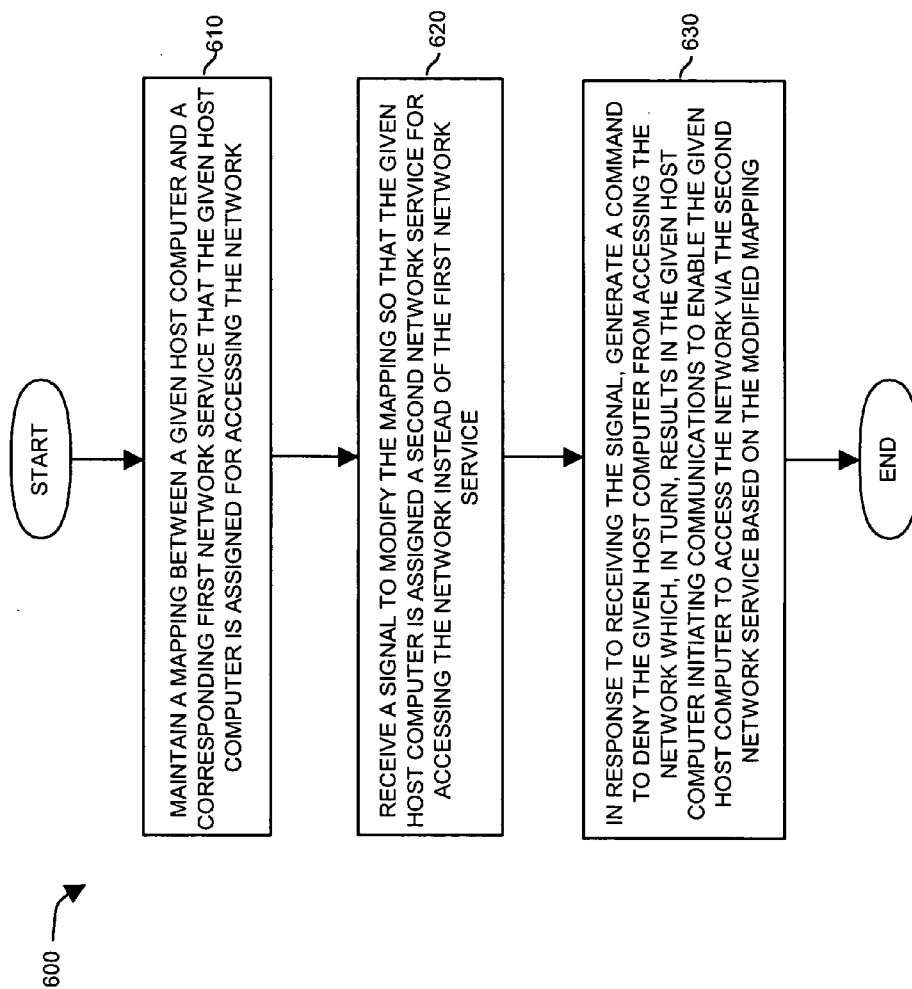 600
START
MAINTAIN A MAPPING BETWEEN A GIVEN HOST COMPUTER AND A
CORRESPONDING FIRST NETWORK SERVICE THAT THE GIVEN HOST
COMPUTER IS ASSIGNED FOR ACCESSING THE NETWORK
610
RECEIVE A SIGNAL TO MODIFY THE MAPPING SO THAT THE GIVEN
HOST COMPUTER IS ASSIGNED A SECOND NETWORK SERVICE FOR
ACCESSING THE NETWORK INSTEAD OF THE FIRST NETWORK
SERVICE
620
IN RESPONSE TO RECEIVING THE SIGNAL, GENERATE A COMMAND
TO DENY THE GIVEN HOST COMPUTER FROM ACCESSING THE
NETWORK WHICH, IN TURN, RESULTS IN THE GIVEN HOST
COMPUTER INITIATING COMMUNICATIONS TO ENABLE THE GIVEN
HOST COMPUTER TO ACCESS THE NETWORK VIA THE SECOND
NETWORK SERVICE BASED ON THE MODIFIED MAPPING
630
END